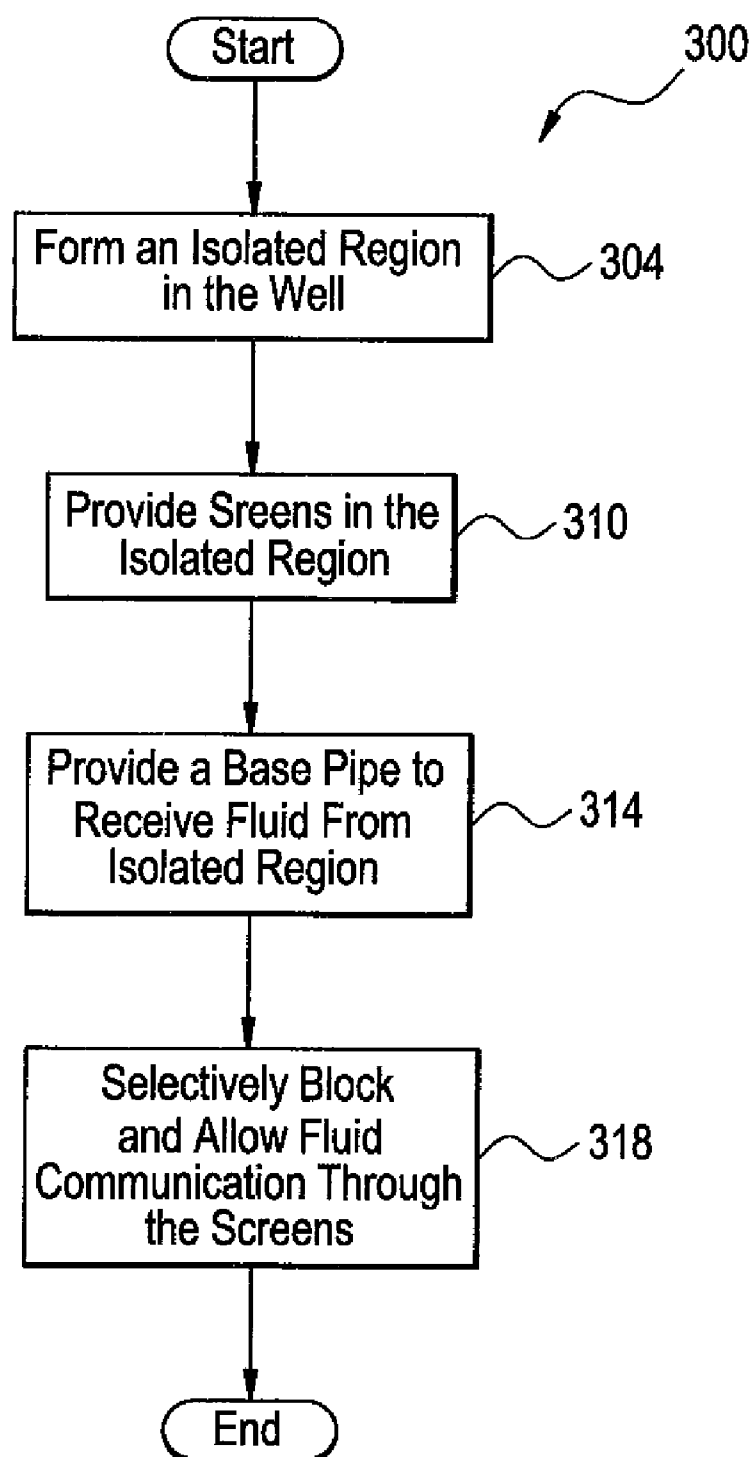 Start
300
Form an Isolated Region
in the Well
304
Provide Sreens in the
Isolated Region
310
Provide a Base Pipe to
Receive Fluid From
Isolated Region
314
Selectively Block
and Allow Fluid
Communication Through
the Screens
318
End